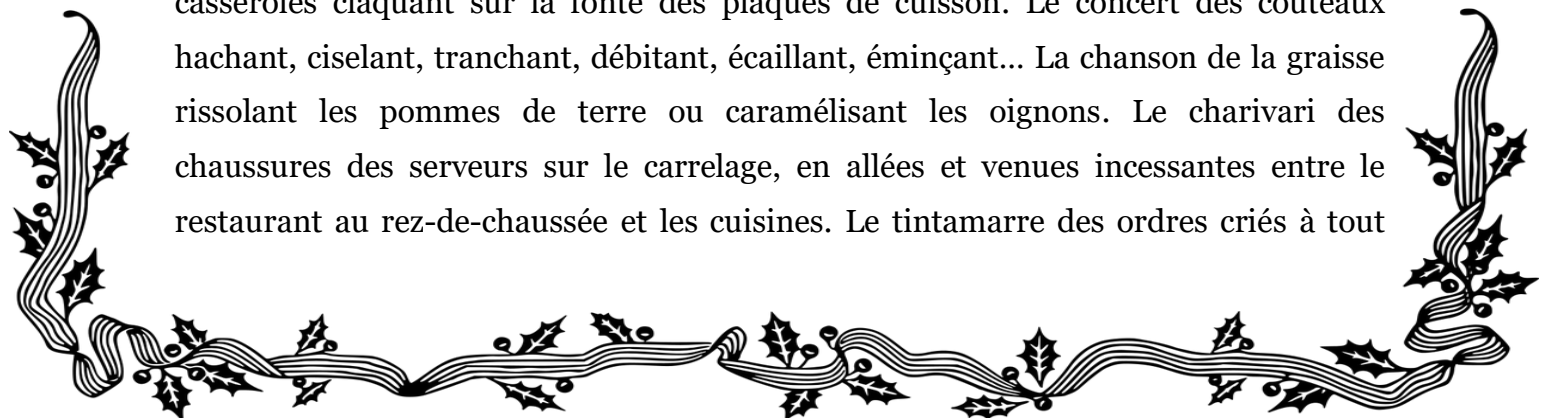 casseroles claquant sur la fonte des plaques de cuisson. Le concert des couteaux
hachant, ciselant, tranchant, débitant, écaillant, éminçant… La chanson de la graisse
rissolant les pommes de terre ou caramélisant les oignons. Le charivari des
chaussures des serveurs sur le carrelage, en allées et venues incessantes entre le
restaurant au rez-de-chaussée et les cuisines. Le tintamarre des ordres criés à tout